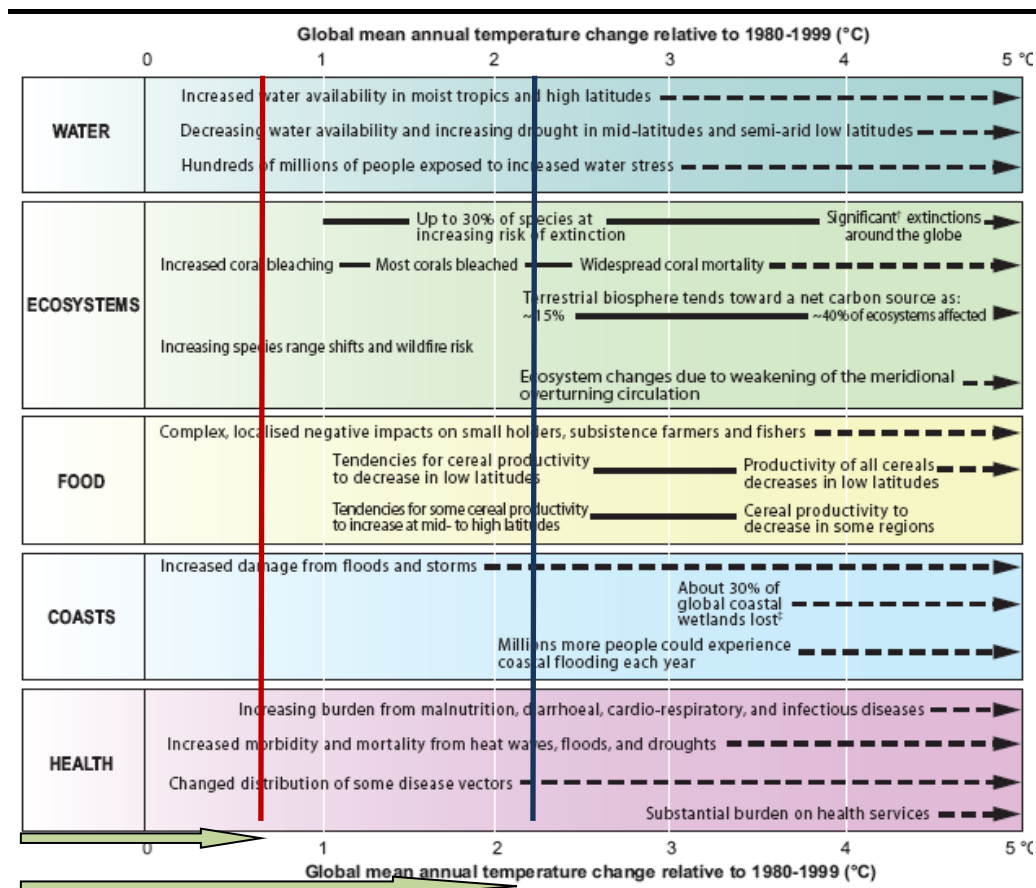 Global mean annual temperature change relative to 1980-1999 (°C)
0 1 2 3 4 5 °C
WATER
Increased water availability in moist tropics and high latitudes
Decreasing water availability and increasing drought in mid-latitudes and semi-arid low latitudes
Hundreds of millions of people exposed to increased water stress
ECOSYSTEMS
Up to 30% of species at
increasing risk of extinction
Significant† extinctions
around the globe
Increased coral bleaching Most corals bleached Widespread coral mortality
Terrestrial biosphere tends toward a net carbon source as:
~15% ~40% of ecosystems affected
Increasing species range shifts and wildfire risk
Ecosystem changes due to weakening of the meridional
overturning circulation
FOOD
Complex, localised negative impacts on small holders, subsistence farmers and fishers
Tendencies for cereal productivity
to decrease in low latitudes
Productivity of all cereals
decreases in low latitudes
Tendencies for some cereal productivity
to increase at mid- to high latitudes
Cereal productivity to
decrease in some regions
COASTS
Increased damage from floods and storms
About 30% of
global coastal
wetlands lost‡
Millions more people could experience
coastal flooding each year
HEALTH
Increasing burden from malnutrition, diarrhoeal, cardio-respiratory, and infectious diseases
Increased morbidity and mortality from heat waves, floods, and droughts
Changed distribution of some disease vectors
Substantial burden on health services
0 1 2 3 4 5 °C
Global mean annual temperature change relative to 1980-1999 (°C)